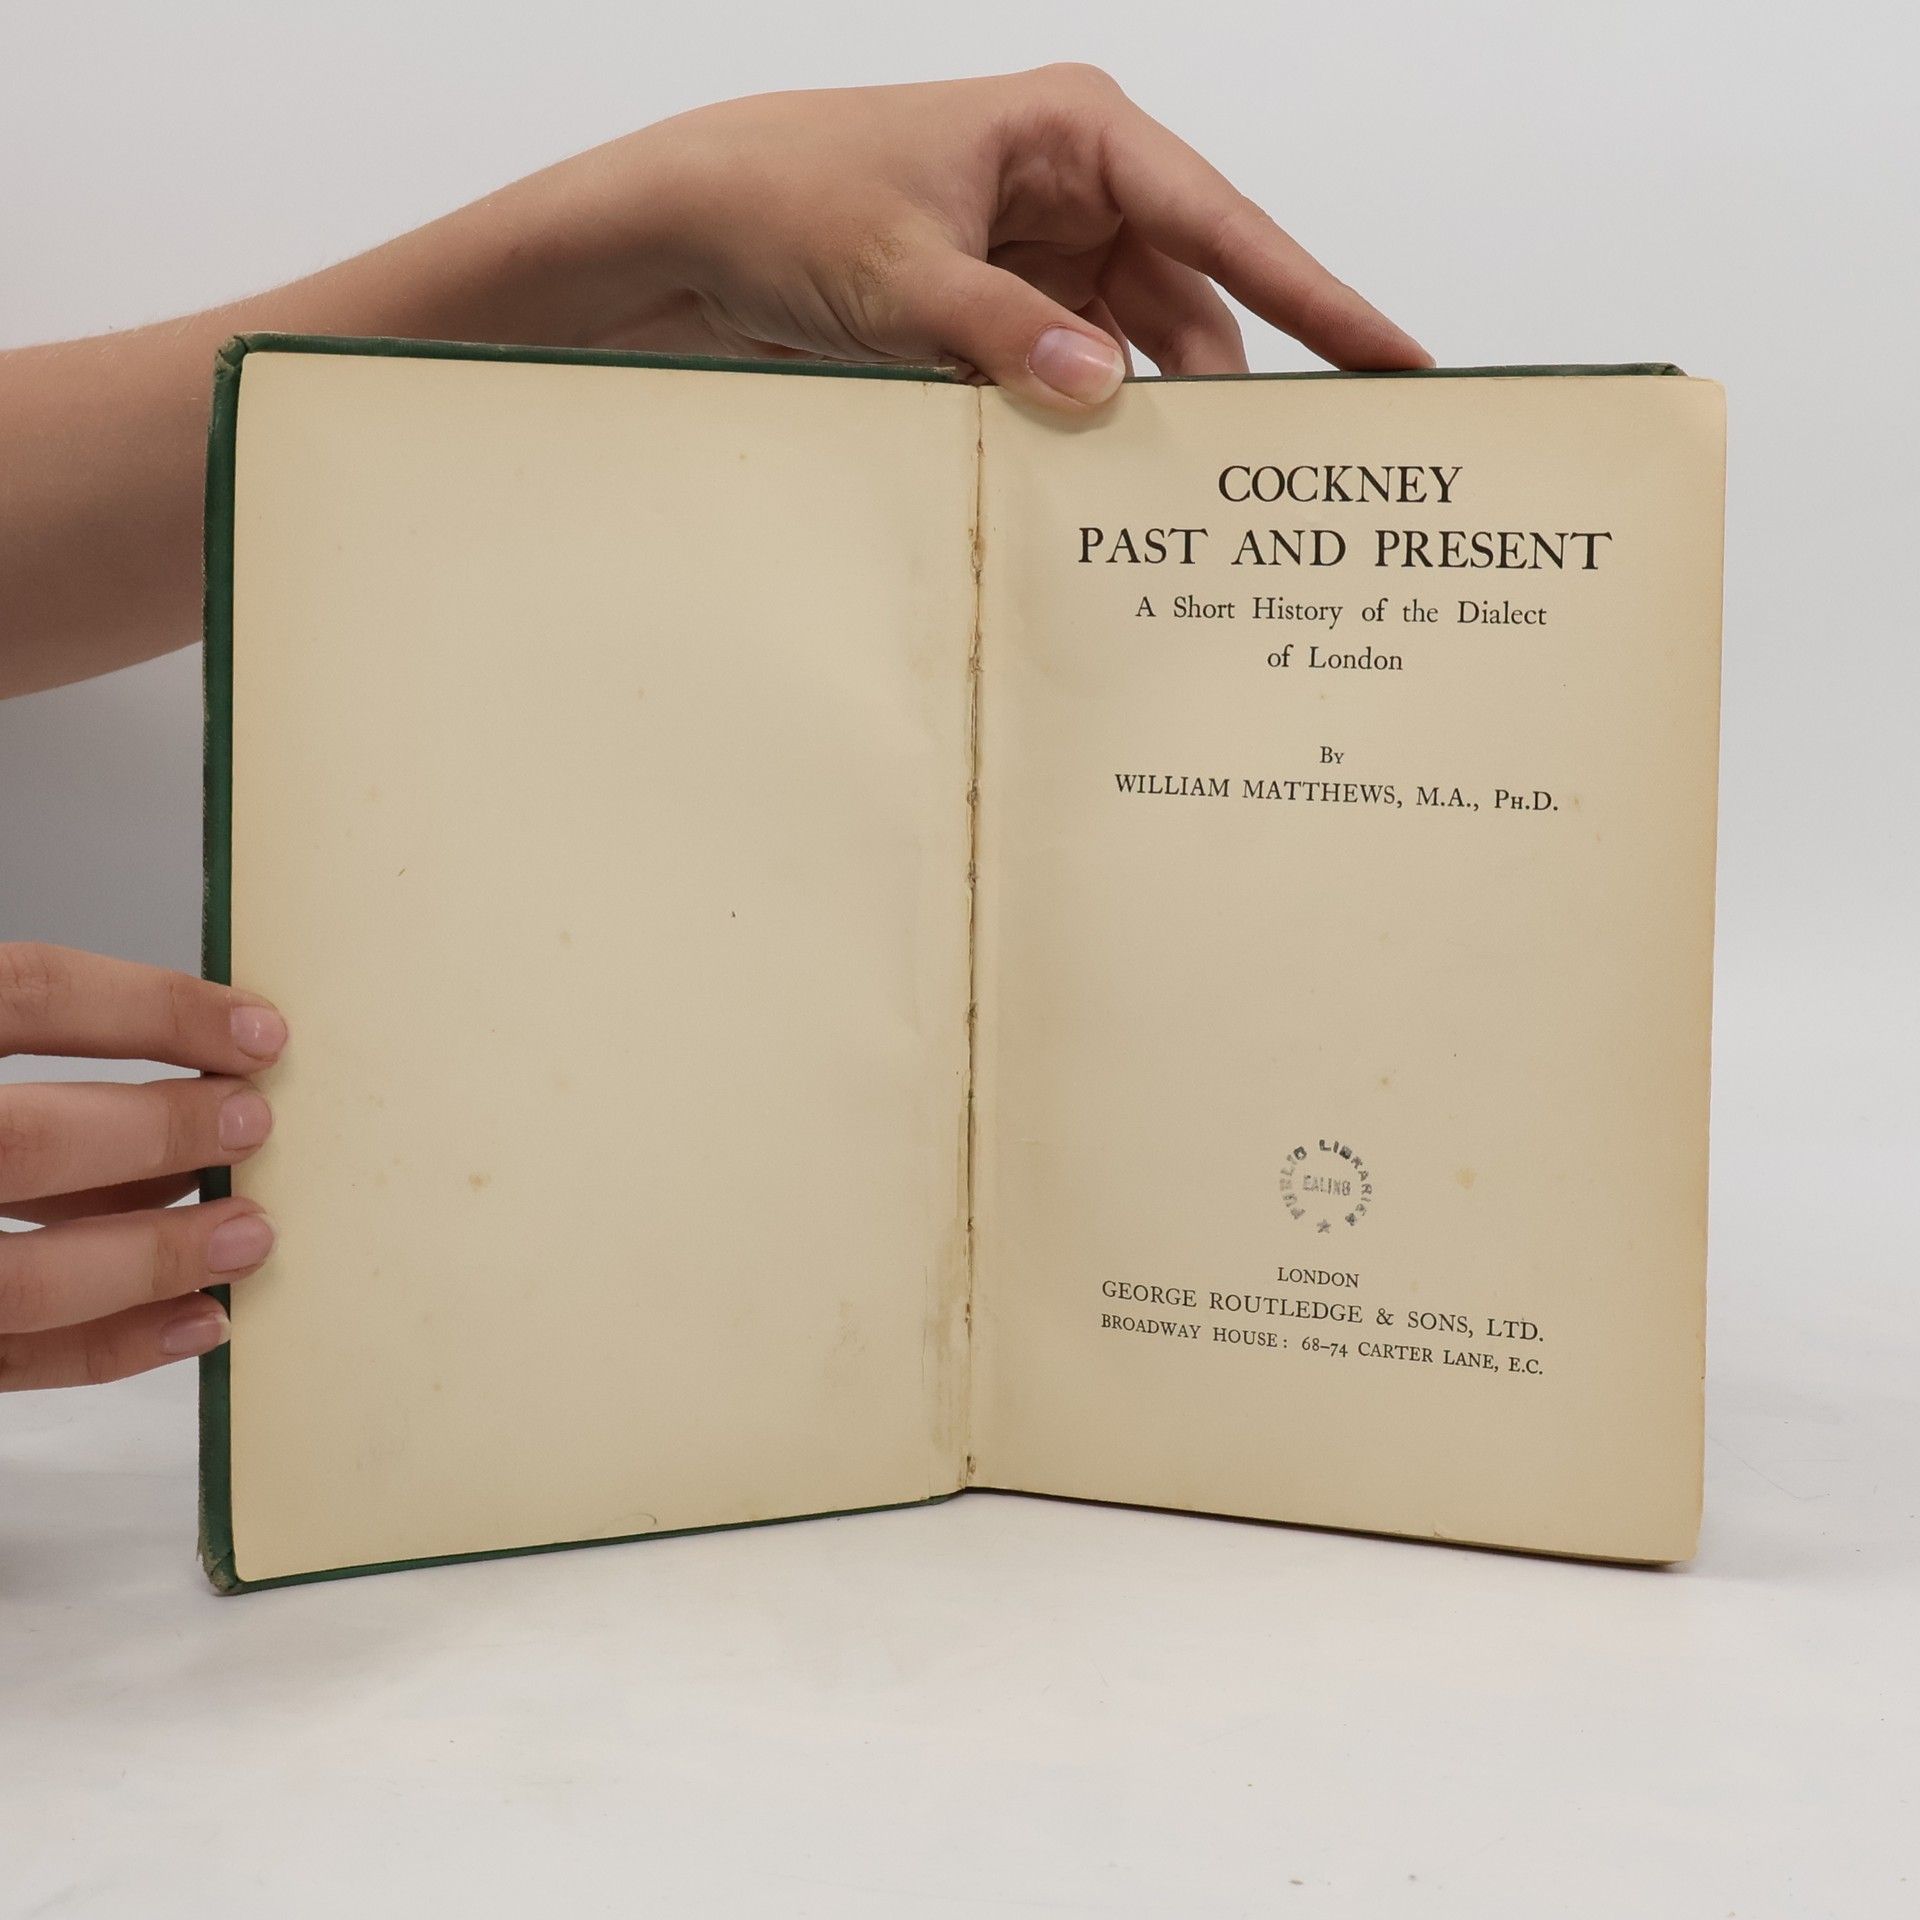 COCKNEY
PAST AND PRESENT
A Short History of the Dialect
of London
By
WILLIAM MATTHEWS, M.A., Ph.D.
PUBLIC LIBRARIES
EALING
LONDON
GEORGE ROUTLEDGE & SONS, LTD.
BROADWAY HOUSE: 68–74 CARTER LANE, E.C.